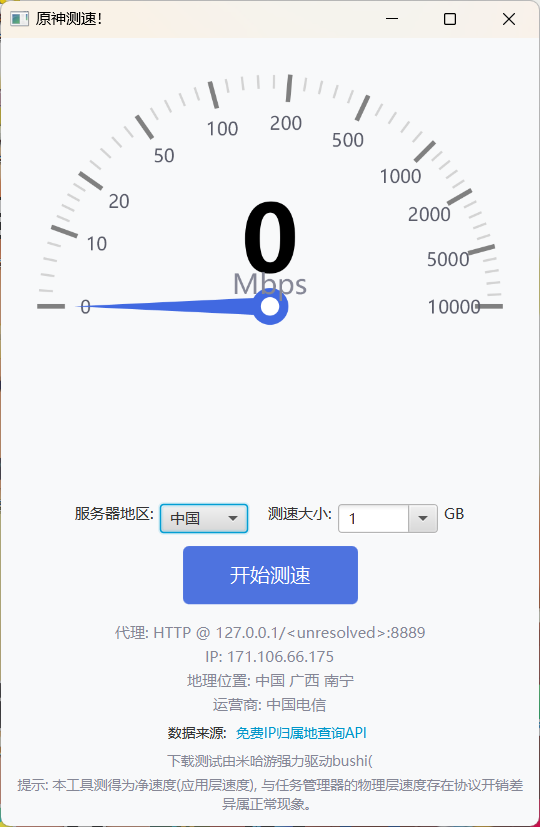 原神测速!
200
100
500
50
1000
20
2000
10
5000
0
Mbps
0
10000
服务器地区: 中国 测速大小: 1 GB
开始测速
代理: HTTP @ 127.0.0.1/<unresolved>:8889
IP: 171.106.66.175
地理位置: 中国 广西 南宁
运营商: 中国电信
数据来源: 免费IP归属地查询API
下载测试由米哈游强力驱动bushi(
提示: 本工具测得为净速度(应用层速度), 与任务管理器的物理层速度存在协议开销差
异属正常现象。